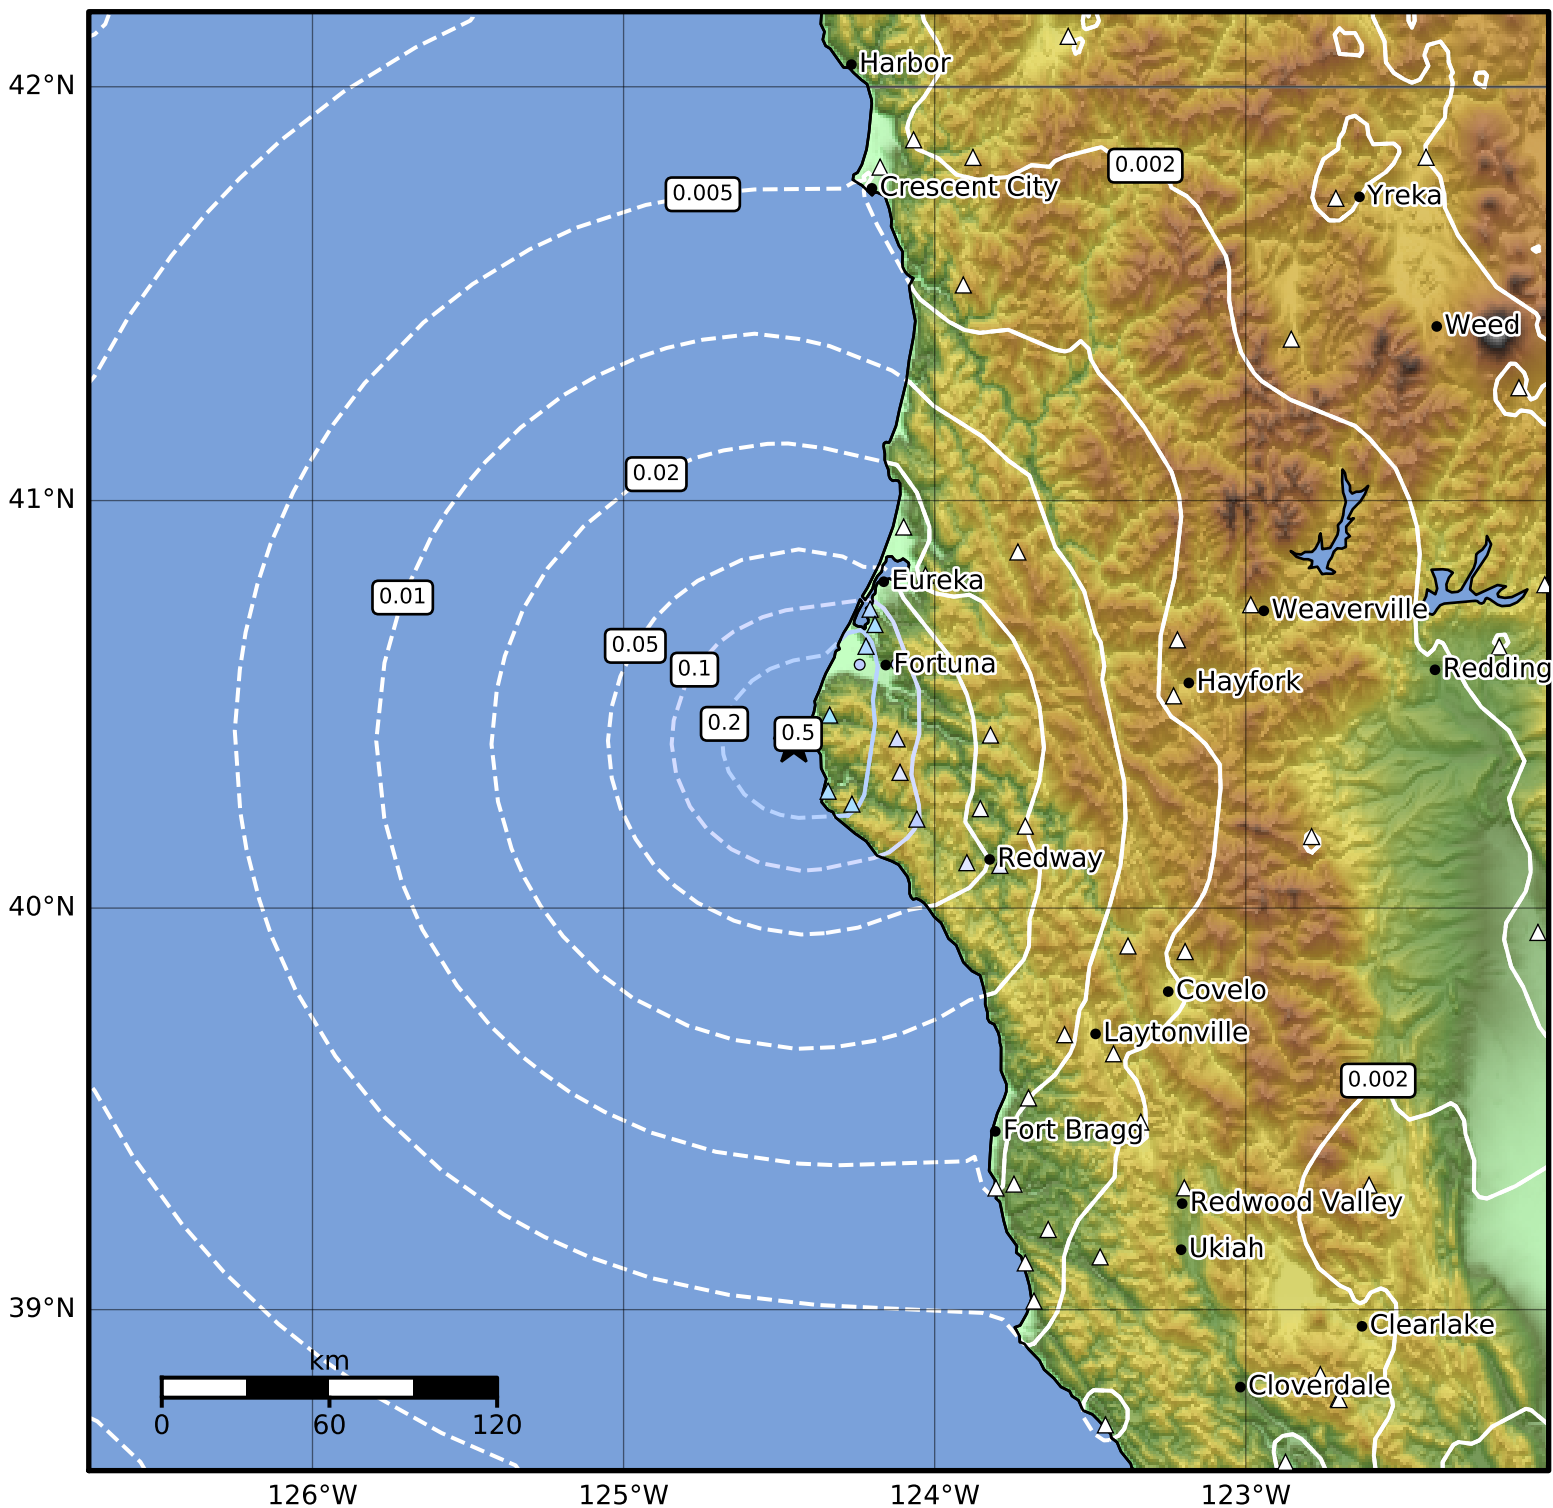 Harbor
42°N
0.002
Crescent City
0.005
Yreka
Weed
0.02
41°N
Eureka
0.01
Weaverville
0.05
Fortuna
0.1
Redding
Hayfork
0.2
0.5
Redway
40°N
Covelo
Laytonville
0.002
Fort Bragg
Redwood Valley
Ukiah
39°N
Clearlake
km
Cloverdale
0 60 120
126°W 125°W 124°W 123°W